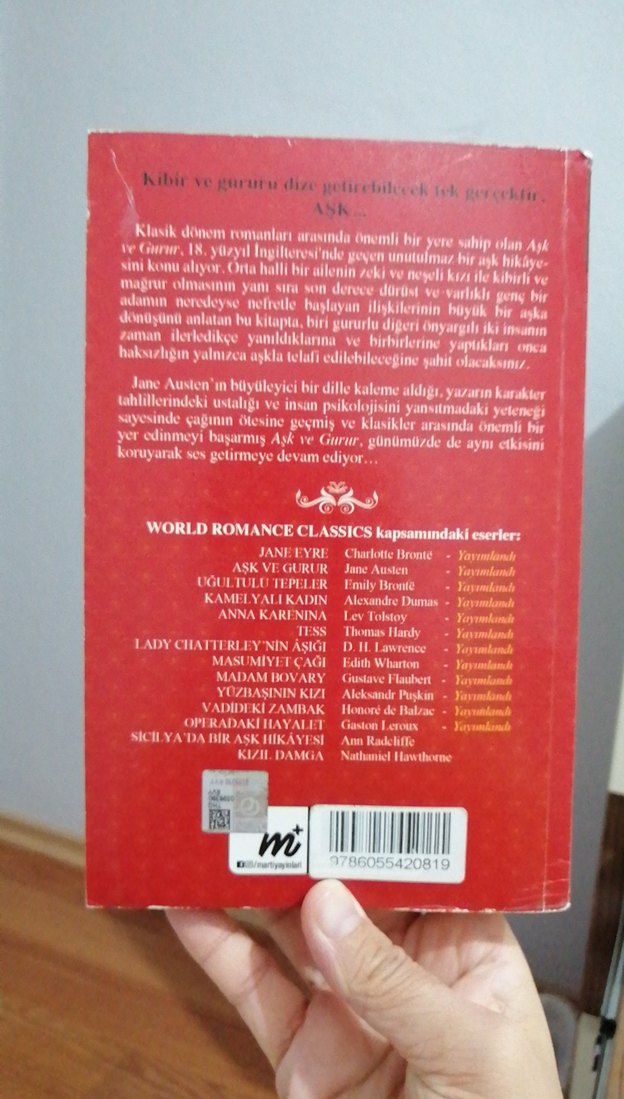 Kibir ve gururu dize getirebilecek tek gerçektir,
AŞK...
Klasik dönem romanları arasında önemli bir yere sahip olan Aşk
ve Gurur, 18. yüzyıl İngilteresi'nde geçen unutulmaz bir aşk hikâye-
sini konu alıyor. Orta halli bir ailenin zeki ve neşeli kızı ile kibirli ve
mağrur olmasının yanı sıra son derece dürüst ve varlıklı genç bir
adamın neredeyse nefretle başlayan ilişkilerinin büyük bir aşka
dönüşünü anlatan bu kitapta, biri gururlu diğeri önyargılı iki insanın
zaman ilerledikçe yanıldıklarına ve birbirlerine yaptıkları onca
haksızlığın yalnızca aşkla telafi edilebileceğine şahit olacaksınız.
Jane Austen'ın büyüleyici bir dille kaleme aldığı, yazarın karakter
tahlillerindeki ustalığı ve insan psikolojisini yansıtmadaki yeteneği
sayesinde çağının ötesine geçmiş ve klasikler arasında önemli bir
yer edinmeyi başarmış Aşk ve Gurur, günümüzde de aynı etkisini
koruyarak ses getirmeye devam ediyor...
WORLD ROMANCE CLASSICS kapsamındaki eserler:
JANE EYRE Charlotte Brontë - Yayımlandı
AŞK VE GURUR Jane Austen - Yayımlandı
UĞULTULU TEPELER Emily Brontë - Yayımlandı
KAMELYALI KADIN Alexandre Dumas - Yayımlandı
ANNA KARENINA Lev Tolstoy - Yayımlandı
TESS Thomas Hardy - Yayımlandı
LADY CHATTERLEY'NİN ÂŞIĞI D. H. Lawrence - Yayımlandı
MASUMİYET ÇAĞI Edith Wharton - Yayımlandı
MADAM BOVARY Gustave Flaubert - Yayımlandı
YÜZBAŞININ KIZI Aleksandr Puşkin - Yayımlandı
VADİDEKİ ZAMBAK Honoré de Balzac - Yayımlandı
OPERADAKİ HAYALET Gaston Leroux - Yayımlandı
SİCİLYA'DA BİR AŞK HİKÂYESİ Ann Radcliffe
KIZIL DAMGA Nathaniel Hawthorne
m+
/martiyayinlari
9786055420819